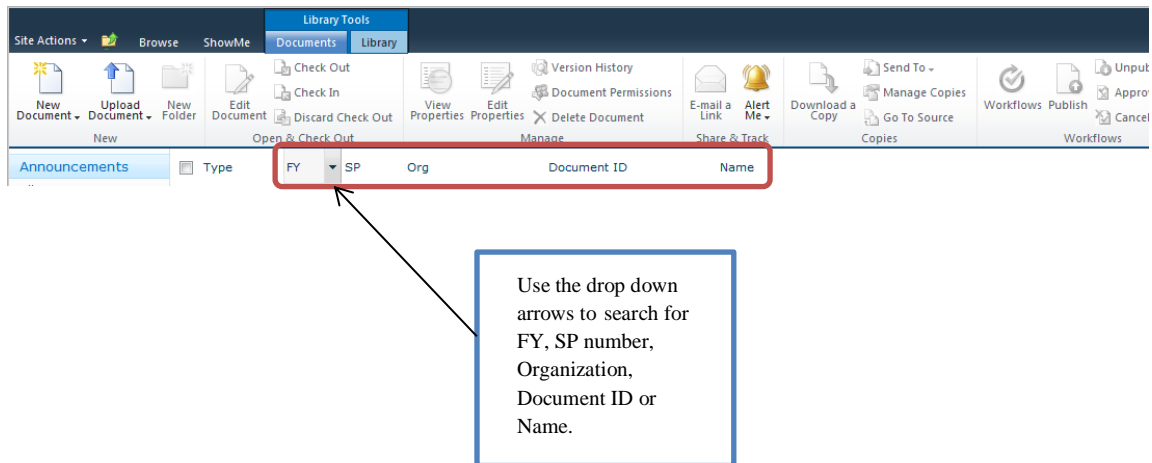 Library Tools
Site Actions Browse ShowMe Documents Library
New Document Upload Document New Folder
Edit Document Check Out Check In Discard Check Out
View Properties Edit Properties Version History Document Permissions Delete Document
E-mail a Link Alert Me
Download a Copy Send To Manage Copies Go To Source
Workflows Publish Unpub Approv Cancel
New Open & Check Out Manage Share & Track Copies Workflows
Announcements Type FY SP Org Document ID Name
Use the drop down
arrows to search for
FY, SP number,
Organization,
Document ID or
Name.